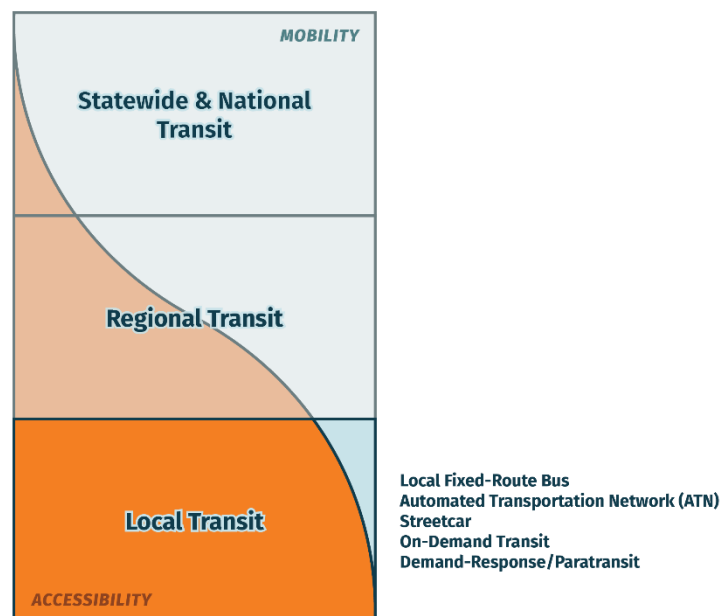 MOBILITY
Statewide & National
Transit
Regional Transit
Local Transit
ACCESSIBILITY
Local Fixed-Route Bus
Automated Transportation Network (ATN)
Streetcar
On-Demand Transit
Demand-Response/Paratransit